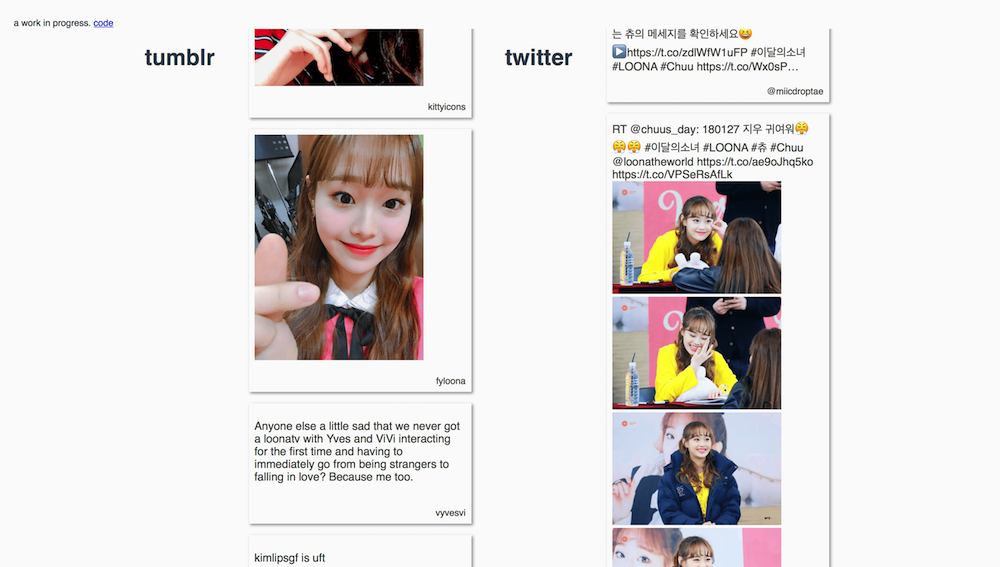 a work in progress. code
tumblr
kittyicons
fyloona
Anyone else a little sad that we never got
a loonatv with Yves and ViVi interacting
for the first time and having to
immediately go from being strangers to
falling in love? Because me too.
vyvesvi
kimlipsgf is uft
twitter
는 츄의 메세지를 확인하세요😆
▶️https://t.co/zdlWfW1uFP #이달의소녀
#LOONA #Chuu https://t.co/Wx0sP…
@miicdroptae
RT @chuus_day: 180127 지우 귀여워
#이달의소녀 #LOONA #츄 #Chuu
@loonatheworld https://t.co/ae9oJhq5ko
https://t.co/VPSeRsAfLk